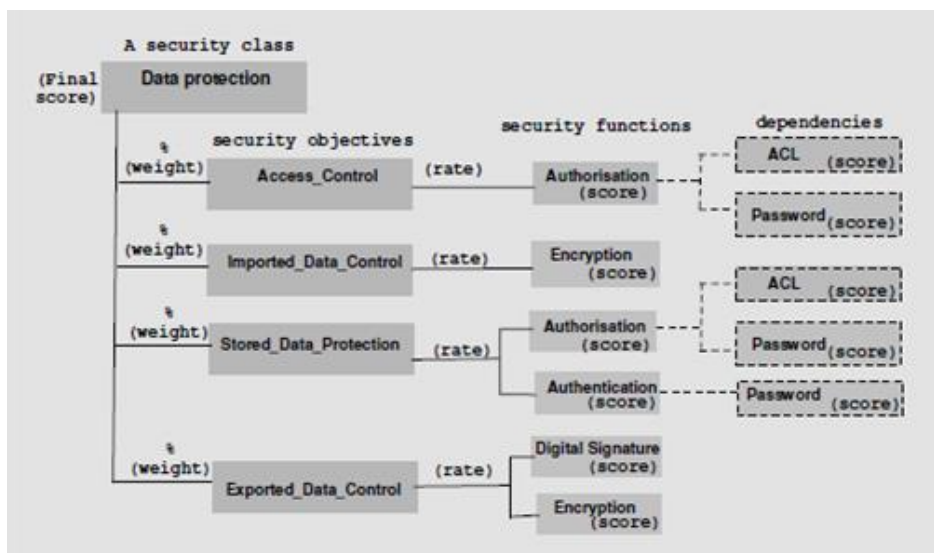 A security class
(Final score)
Data protection
security objectives
security functions
dependencies
%
(weight)
Access_Control
(rate)
Authorisation
(score)
ACL
(score)
Password
(score)
%
(weight)
Imported_Data_Control
(rate)
Encryption
(score)
%
(weight)
Stored_Data_Protection
(rate)
Authorisation
(score)
ACL
(score)
Password
(score)
Authentication
(score)
Password
(score)
%
(weight)
Exported_Data_Control
(rate)
Digital Signature
(score)
Encryption
(score)